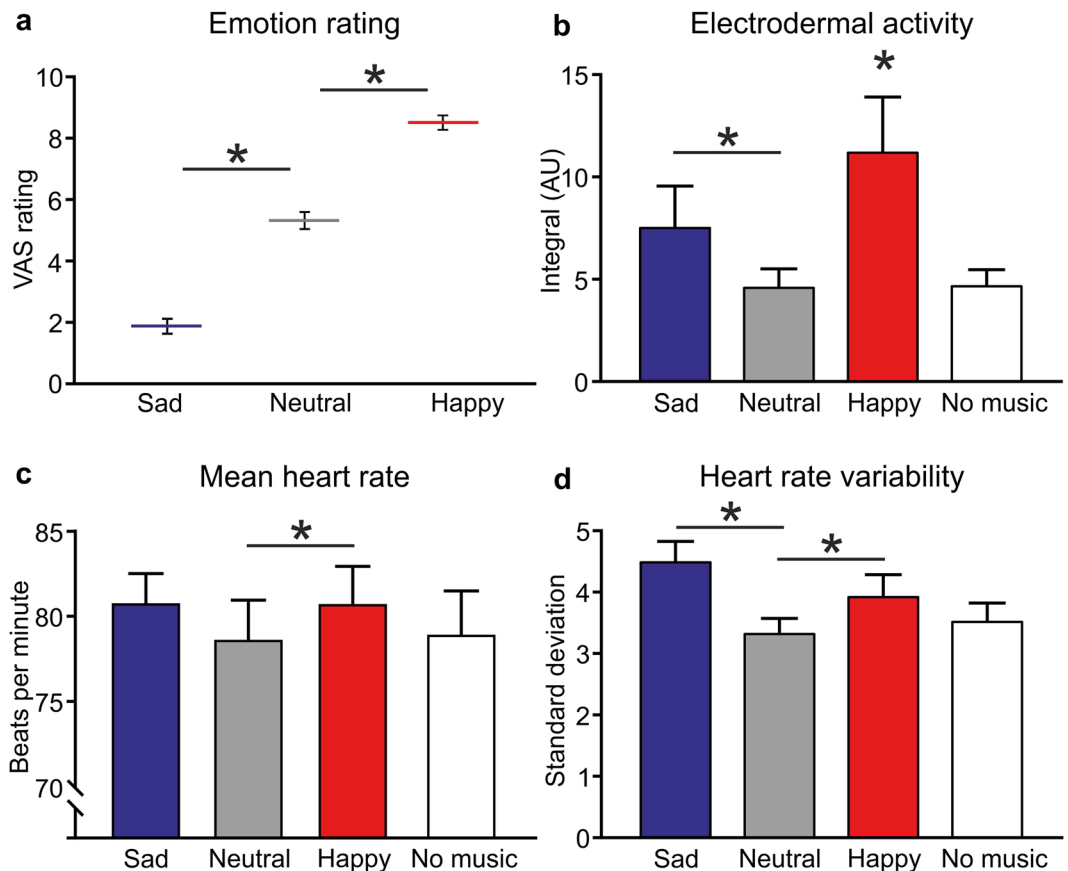 a
Emotion rating
VAS rating
10
8
6
4
2
0
*
*
Sad
Neutral
Happy
b
Electrodermal activity
Integral (AU)
15
10
5
0
*
*
Sad
Neutral
Happy
No music
c
Mean heart rate
Beats per minute
85
80
75
70
*
Sad
Neutral
Happy
No music
d
Heart rate variability
Standard deviation
5
4
3
2
1
0
*
*
Sad
Neutral
Happy
No music